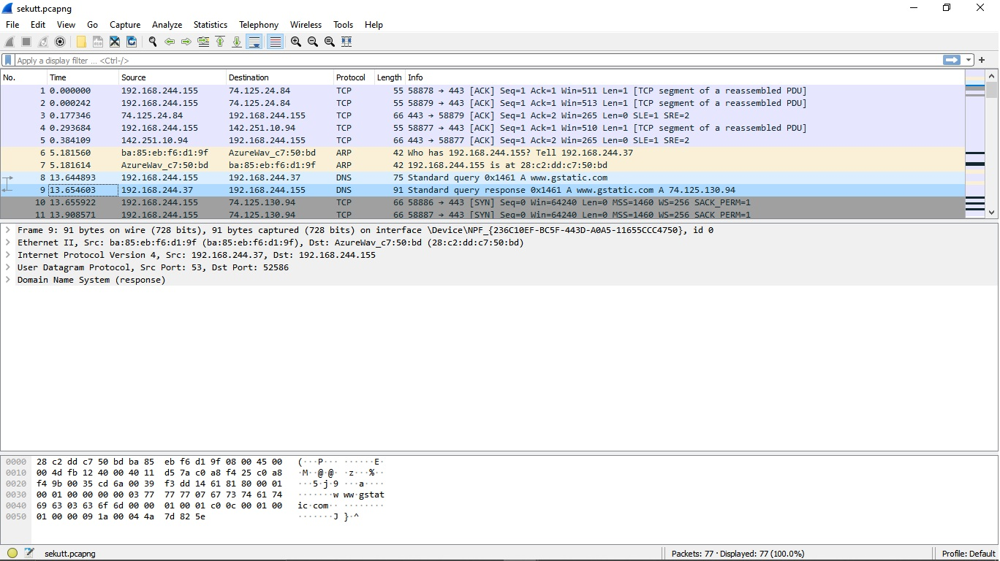 sekutt.pcapng
File Edit View Go Capture Analyze Statistics Telephony Wireless Tools Help
Apply a display filter ... <Ctrl-/>
No. Time Source Destination Protocol Length Info
1 0.000000 192.168.244.155 74.125.24.84 TCP 55 58878 → 443 [ACK] Seq=1 Ack=1 Win=511 Len=1 [TCP segment of a reassembled PDU]
2 0.000242 192.168.244.155 74.125.24.84 TCP 55 58879 → 443 [ACK] Seq=1 Ack=1 Win=513 Len=1 [TCP segment of a reassembled PDU]
3 0.177346 74.125.24.84 192.168.244.155 TCP 66 443 → 58879 [ACK] Seq=1 Ack=2 Win=265 Len=0 SLE=1 SRE=2
4 0.293684 192.168.244.155 142.251.10.94 TCP 55 58877 → 443 [ACK] Seq=1 Ack=1 Win=510 Len=1 [TCP segment of a reassembled PDU]
5 0.384109 142.251.10.94 192.168.244.155 TCP 66 443 → 58877 [ACK] Seq=1 Ack=2 Win=265 Len=0 SLE=1 SRE=2
6 5.181560 ba:85:eb:f6:d1:9f AzureWav_c7:50:bd ARP 42 Who has 192.168.244.155? Tell 192.168.244.37
7 5.181614 AzureWav_c7:50:bd ba:85:eb:f6:d1:9f ARP 42 192.168.244.155 is at 28:c2:dd:c7:50:bd
8 13.644893 192.168.244.155 192.168.244.37 DNS 75 Standard query 0x1461 A www.gstatic.com
9 13.654603 192.168.244.37 192.168.244.155 DNS 91 Standard query response 0x1461 A www.gstatic.com A 74.125.130.94
10 13.655922 192.168.244.155 74.125.130.94 TCP 66 58886 → 443 [SYN] Seq=0 Win=64240 Len=0 MSS=1460 WS=256 SACK_PERM=1
11 13.908571 192.168.244.155 74.125.130.94 TCP 66 58887 → 443 [SYN] Seq=0 Win=64240 Len=0 MSS=1460 WS=256 SACK_PERM=1
Frame 9: 91 bytes on wire (728 bits), 91 bytes captured (728 bits) on interface \Device\NPF_{236C10EF-BC5F-443D-A0A5-11655CCC4750}, id 0
Ethernet II, Src: ba:85:eb:f6:d1:9f (ba:85:eb:f6:d1:9f), Dst: AzureWav_c7:50:bd (28:c2:dd:c7:50:bd)
Internet Protocol Version 4, Src: 192.168.244.37, Dst: 192.168.244.155
User Datagram Protocol, Src Port: 53, Dst Port: 52586
Domain Name System (response)
0000 28 c2 dd c7 50 bd ba 85 eb f6 d1 9f 08 00 45 00 (···P··· ······E·
0010 00 4d fb 12 40 00 40 11 d5 7a c0 a8 f4 25 c0 a8 ·M··@·@· ·z···%··
0020 f4 9b 00 35 cd 6a 00 39 f3 dd 14 61 81 80 00 01 ···5·j·9 ···a····
0030 00 01 00 00 00 00 03 77 77 77 07 67 73 74 61 74 ·······w ww·gstat
0040 69 63 03 63 6f 6d 00 00 01 00 01 c0 0c 00 01 00 ic·com·· ········
0050 01 00 00 09 1a 00 04 4a 7d 82 5e ·······J }·^
sekutt.pcapng Packets: 77 · Displayed: 77 (100.0%) Profile: Default